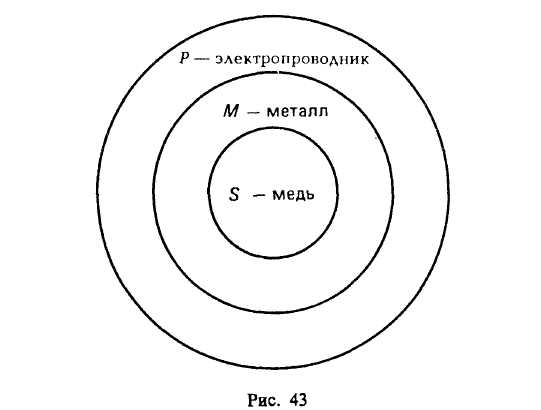 P — электропроводник
M — металл
S — медь
Рис. 43